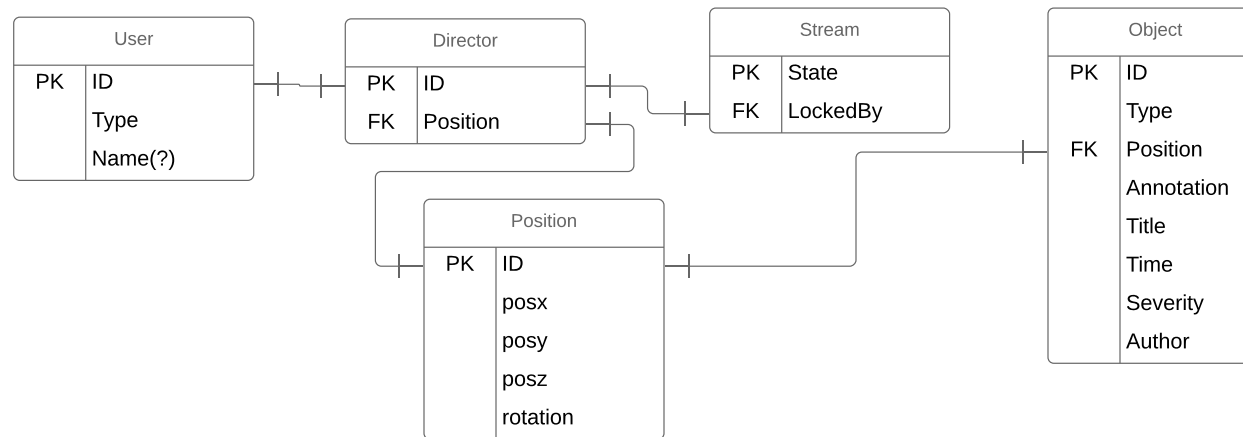 User
PK ID
Type
Name(?)
Director
PK ID
FK Position
Stream
PK State
FK LockedBy
Object
PK ID
Type
FK Position
Annotation
Title
Time
Severity
Author
Position
PK ID
posx
posy
posz
rotation